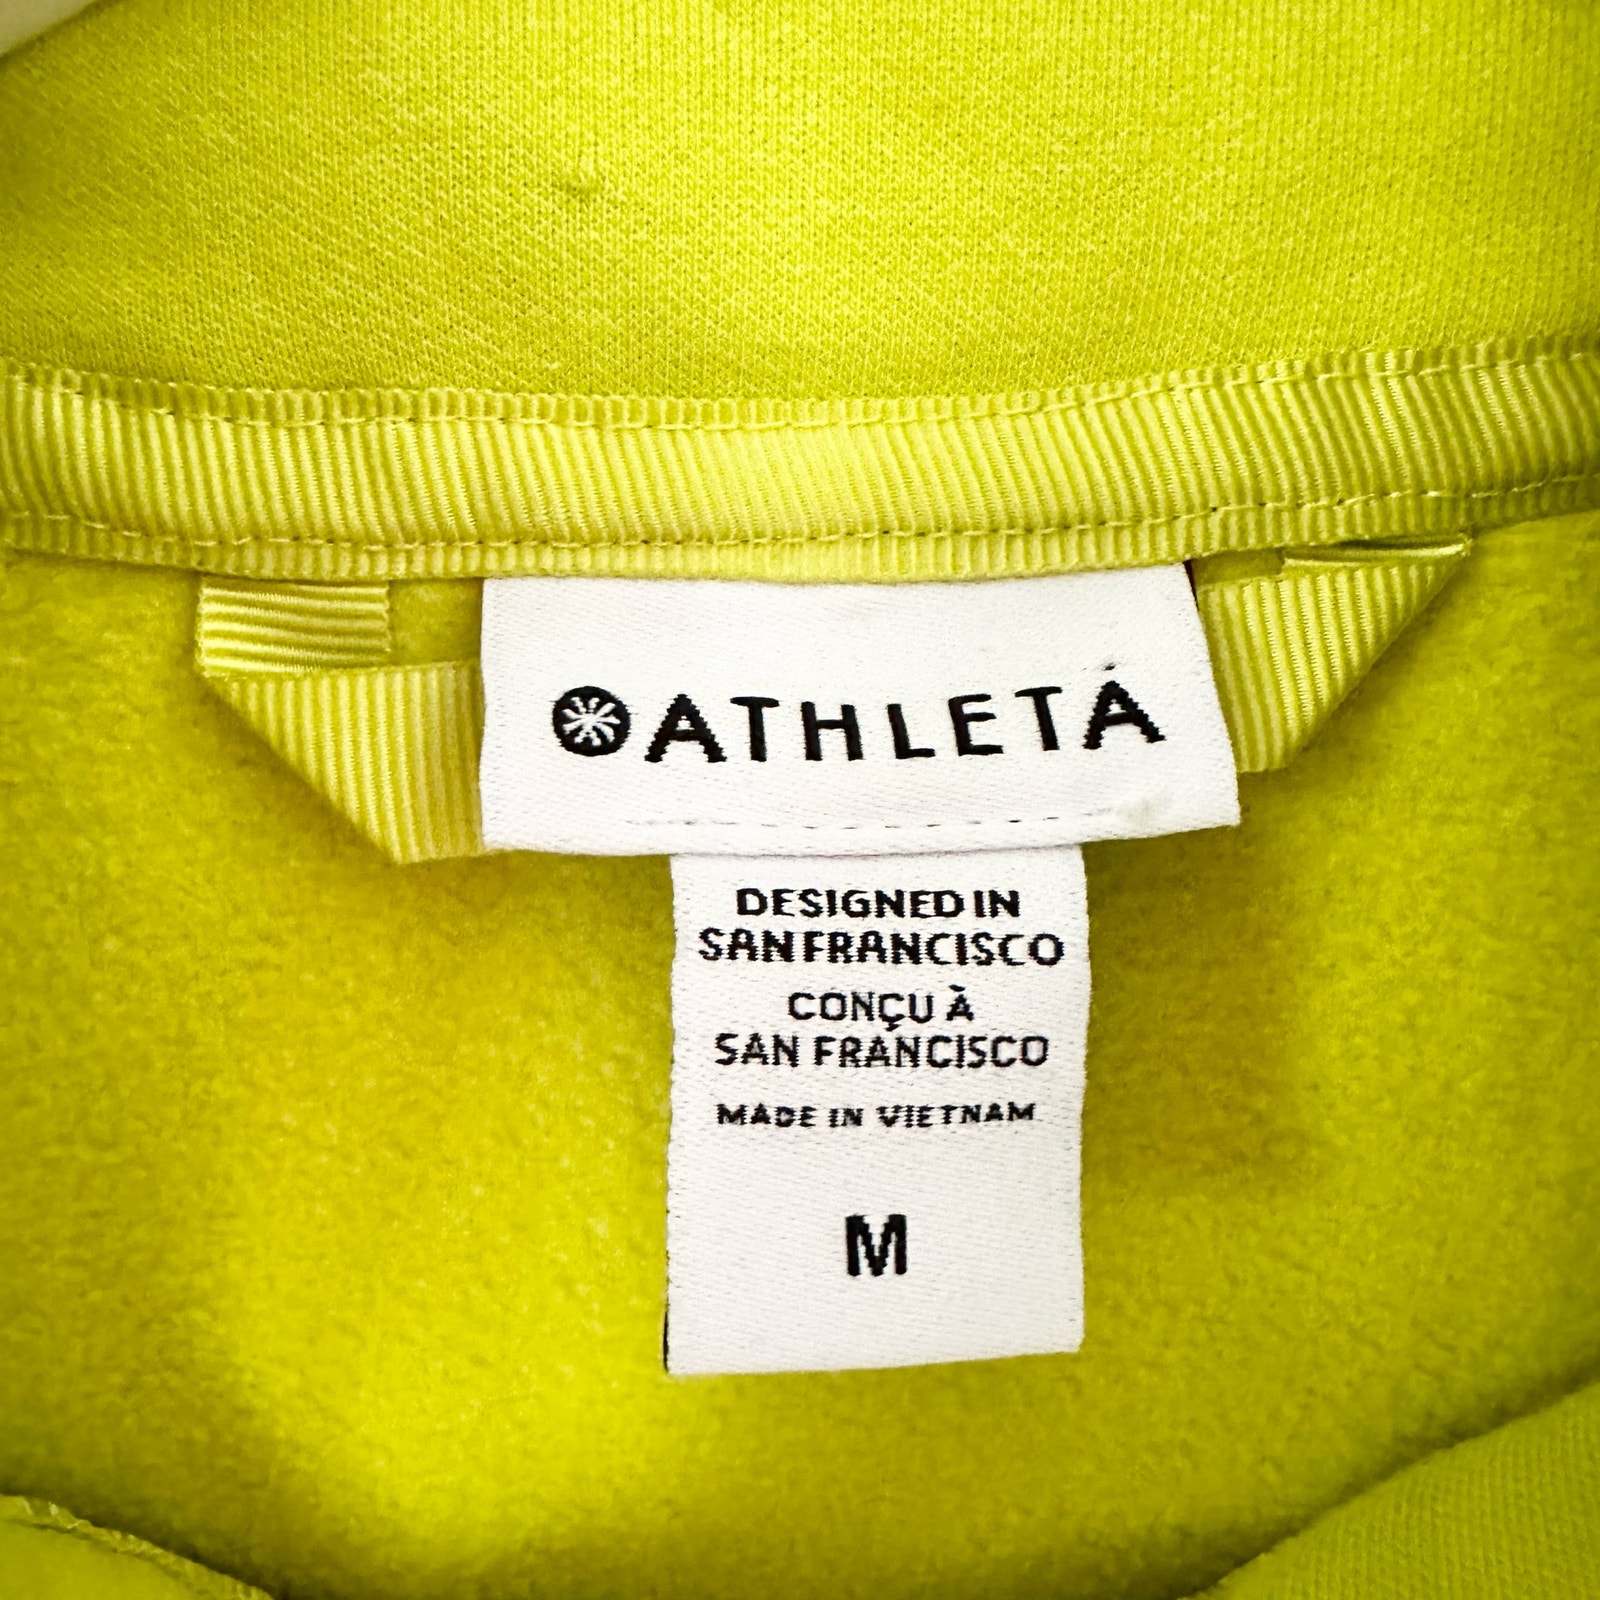 ATHLETA
DESIGNED IN
SAN FRANCISCO
CONÇU À
SAN FRANCISCO
MADE IN VIETNAM
M